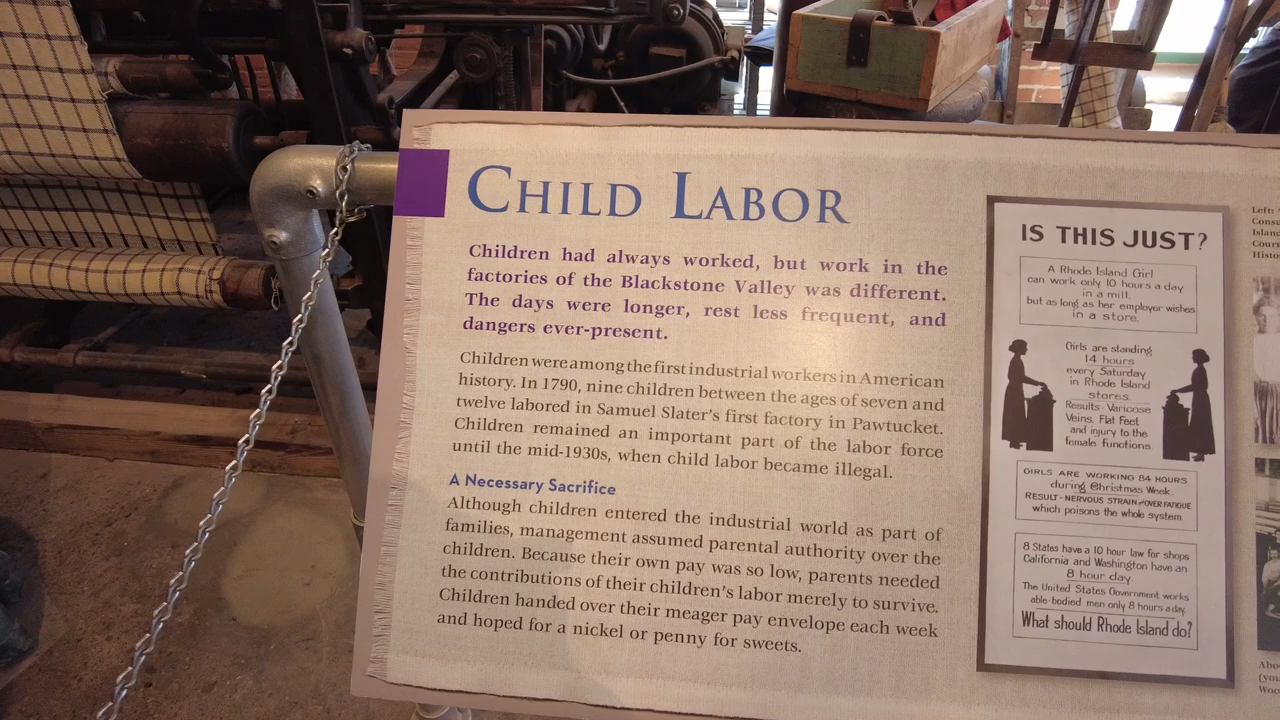 CHILD LABOR
Children had always worked, but work in the
factories of the Blackstone Valley was different.
The days were longer, rest less frequent, and
dangers ever-present.
Children were among the first industrial workers in American
history. In 1790, nine children between the ages of seven and
twelve labored in Samuel Slater's first factory in Pawtucket.
Children remained an important part of the labor force
until the mid-1930s, when child labor became illegal.
A Necessary Sacrifice
Although children entered the industrial world as part of
families, management assumed parental authority over the
children. Because their own pay was so low, parents needed
the contributions of their children's labor merely to survive.
Children handed over their meager pay envelope each week
and hoped for a nickel or penny for sweets.
IS THIS JUST?
A Rhode Island Girl
can work only 10 hours a day
in a mill.
but as long as her employer wishes
in a store.
Girls are standing
14 hours
every Saturday
in Rhode Island
stores.
Results - Varicose
Veins, Flat Feet
and injury to the
female functions.
GIRLS ARE WORKING 84 HOURS
during Christmas Week.
RESULT - NERVOUS STRAIN AND OVER FATIGUE
which poisons the whole system
8 States have a 10 hour law for shops
California and Washington have an
8 hour day.
The United States Government works
able-bodied men only 8 hours a day.
What should Rhode Island do?
Left:
Consu
Island
Cour
Histo
Abo
(you
Woo